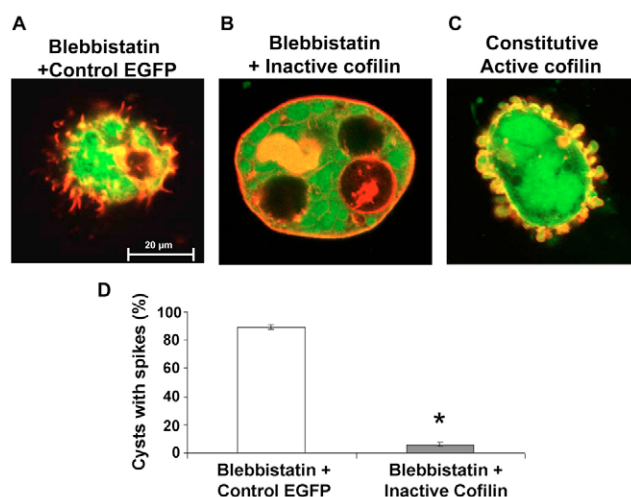 A
Blebbistatin
+Control EGFP
B
Blebbistatin
+ Inactive cofilin
C
Constitutive
Active cofilin
20 µm
D
Cysts with spikes (%)
100
80
60
40
20
0
*
Blebbistatin +
Control EGFP
Blebbistatin +
Inactive Cofilin